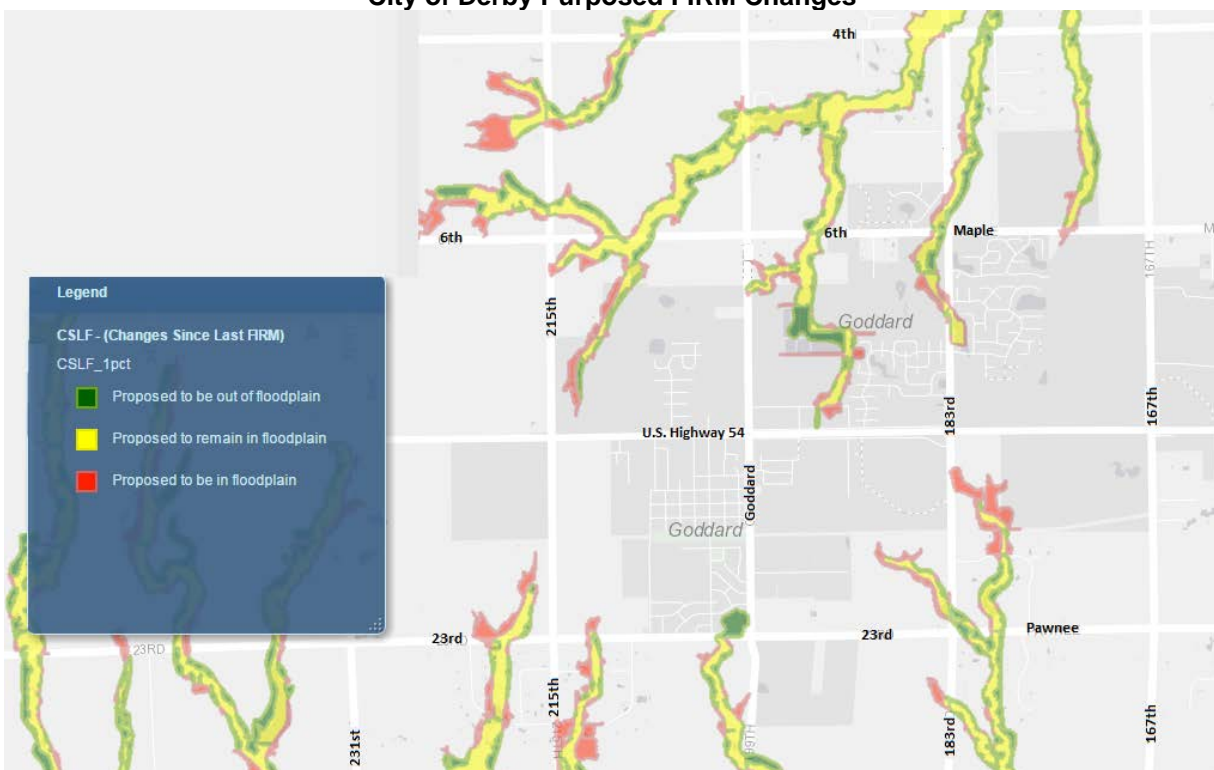 City of Derby Purposed FIRM Changes
4th
6th
6th
Maple
M
167TH
Legend
CSLF - (Changes Since Last FIRM)
CSLF_1pct
Proposed to be out of floodplain
Proposed to remain in floodplain
Proposed to be in floodplain
215th
Goddard
183rd
167th
U.S. Highway 54
Goddard
Goddard
23rd
23rd
Pawnee
23RD
231st
215th
183rd
167th